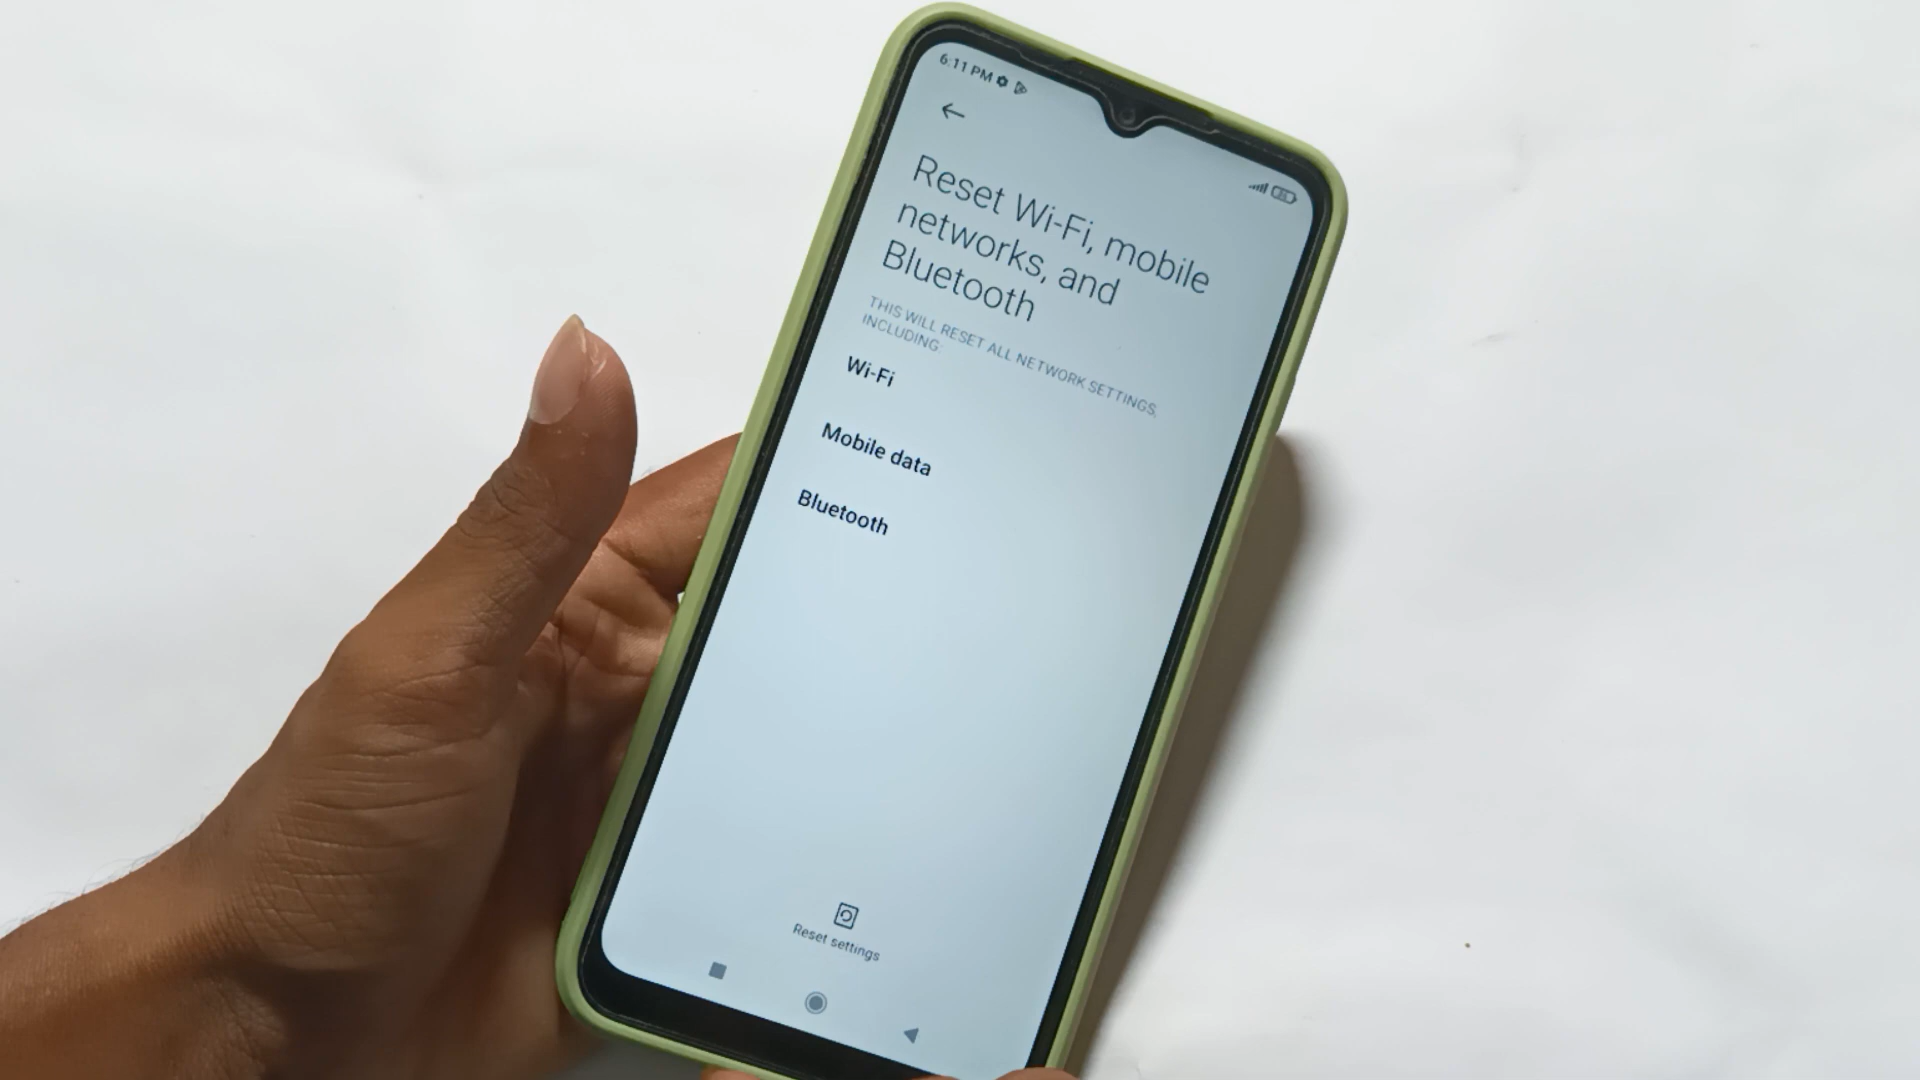 6:11 PM
Reset Wi-Fi, mobile
networks, and
Bluetooth
THIS WILL RESET ALL NETWORK SETTINGS,
INCLUDING:
Wi-Fi
Mobile data
Bluetooth
Reset settings